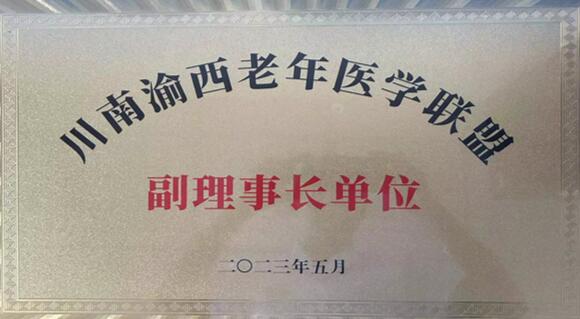 川南渝西老年医学联盟
副理事长单位
二〇二三年五月